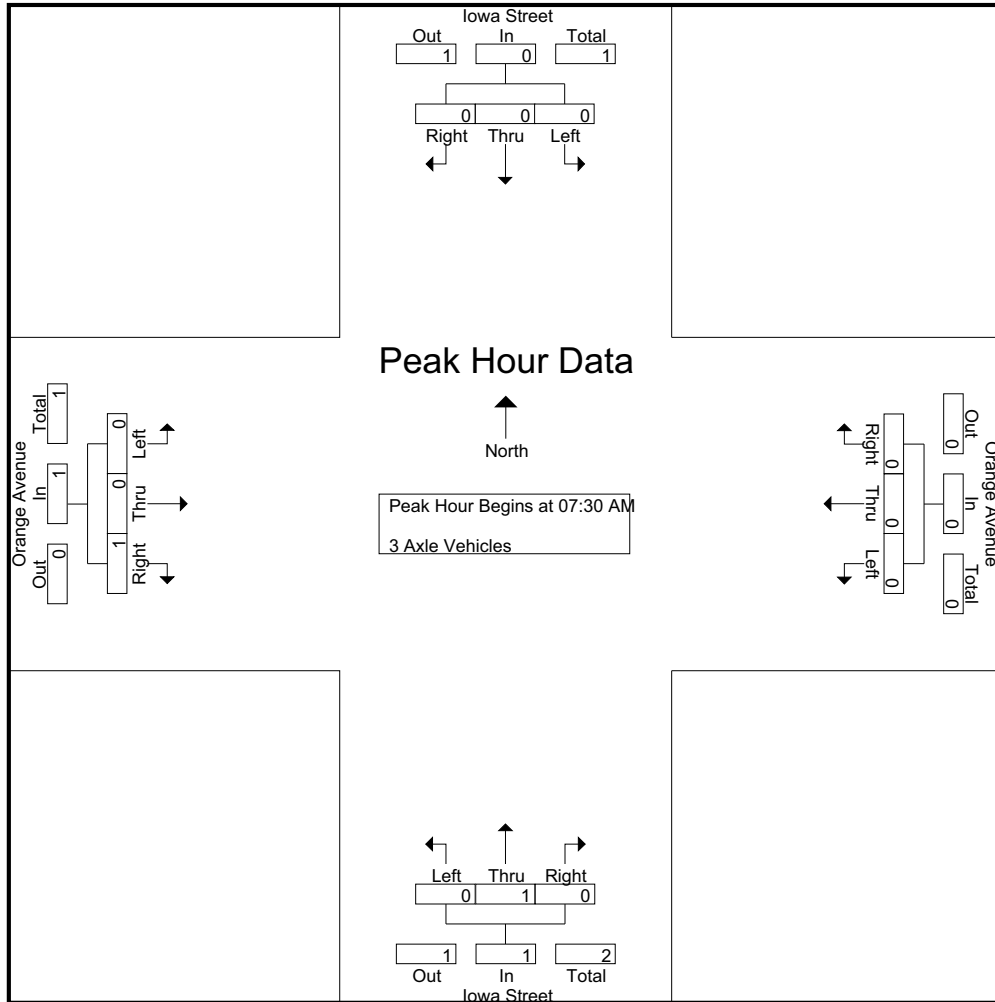 Iowa Street
Out In Total
1 0 1
0 0 0
Right Thru Left
Peak Hour Data
North
Peak Hour Begins at 07:30 AM
3 Axle Vehicles
Orange Avenue
Total In Out
1 1 0
0 0 1
Left Thru Right
Orange Avenue
Out In Total
0 0 0
Right Thru Left
0 0 0
Left Thru Right
0 1 0
1 1 2
Out In Total
Iowa Street